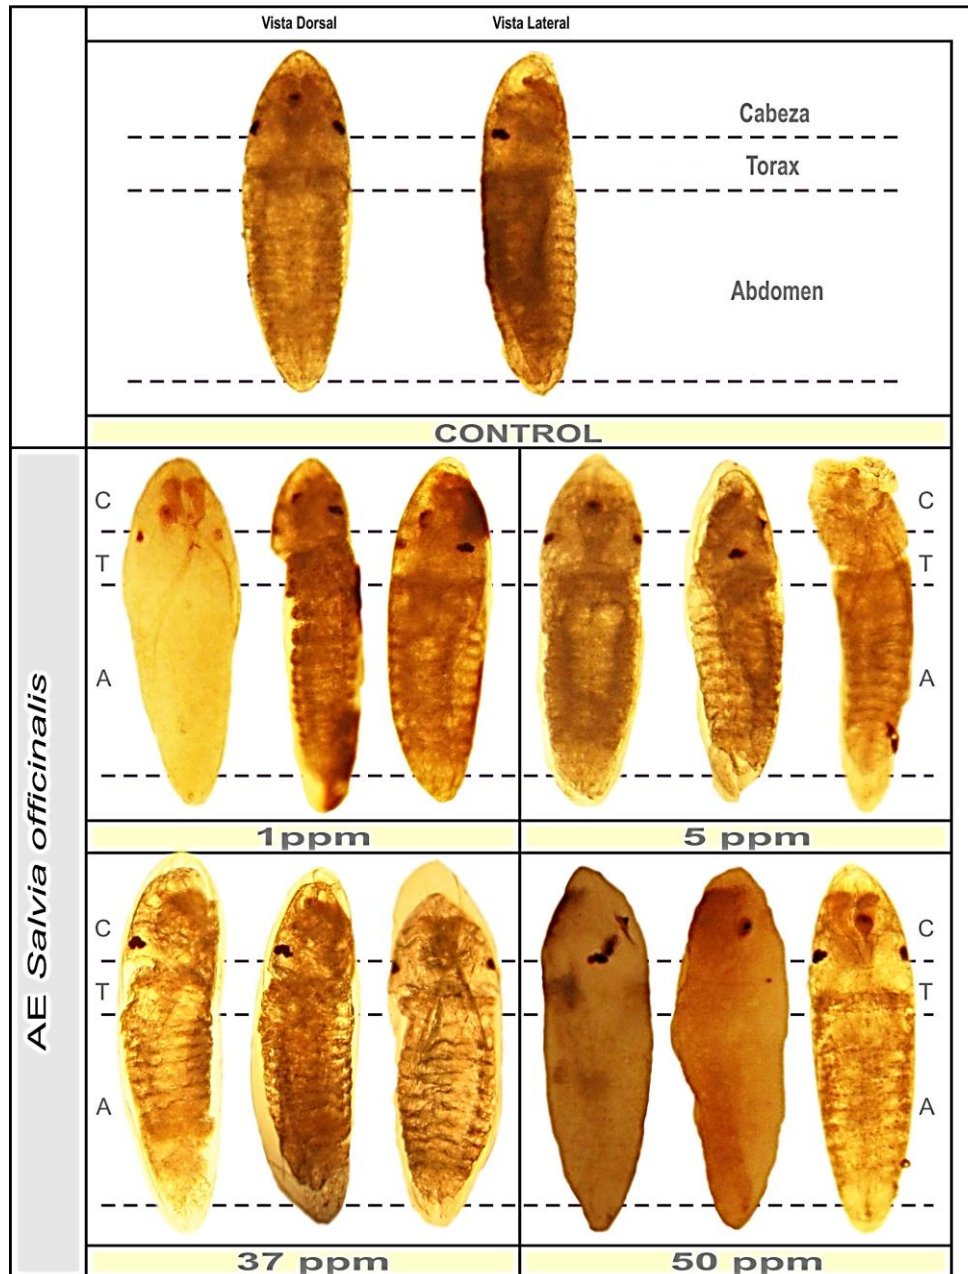 Vista Dorsal Vista Lateral
Cabeza
Torax
Abdomen
CONTROL
AE Salvia officinalis
C
T
A
C
T
A
1ppm 5 ppm
C
T
A
C
T
A
37 ppm 50 ppm